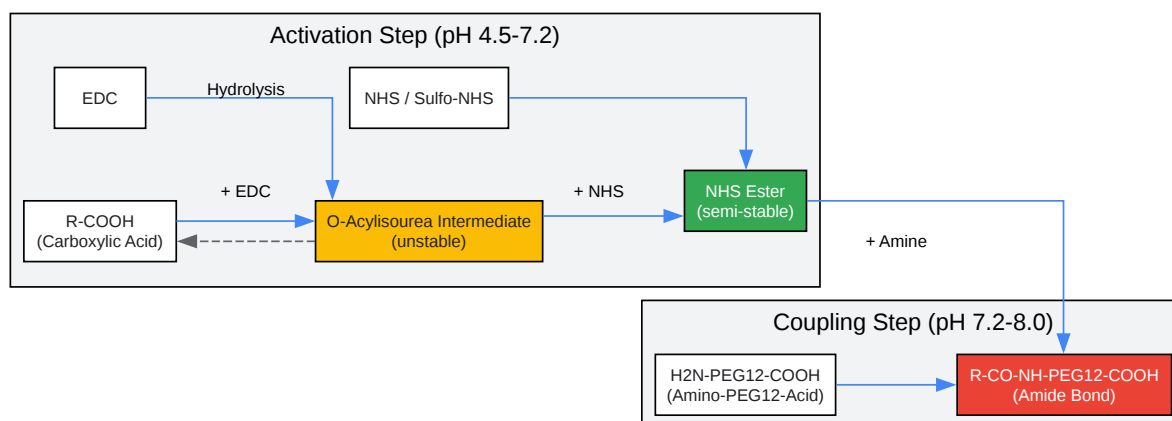 Activation Step (pH 4.5-7.2)
EDC
Hydrolysis
NHS / Sulfo-NHS
R-COOH
(Carboxylic Acid)
+ EDC
O-Acylisourea Intermediate
(unstable)
+ NHS
NHS Ester
(semi-stable)
+ Amine
Coupling Step (pH 7.2-8.0)
H2N-PEG12-COOH
(Amino-PEG12-Acid)
R-CO-NH-PEG12-COOH
(Amide Bond)